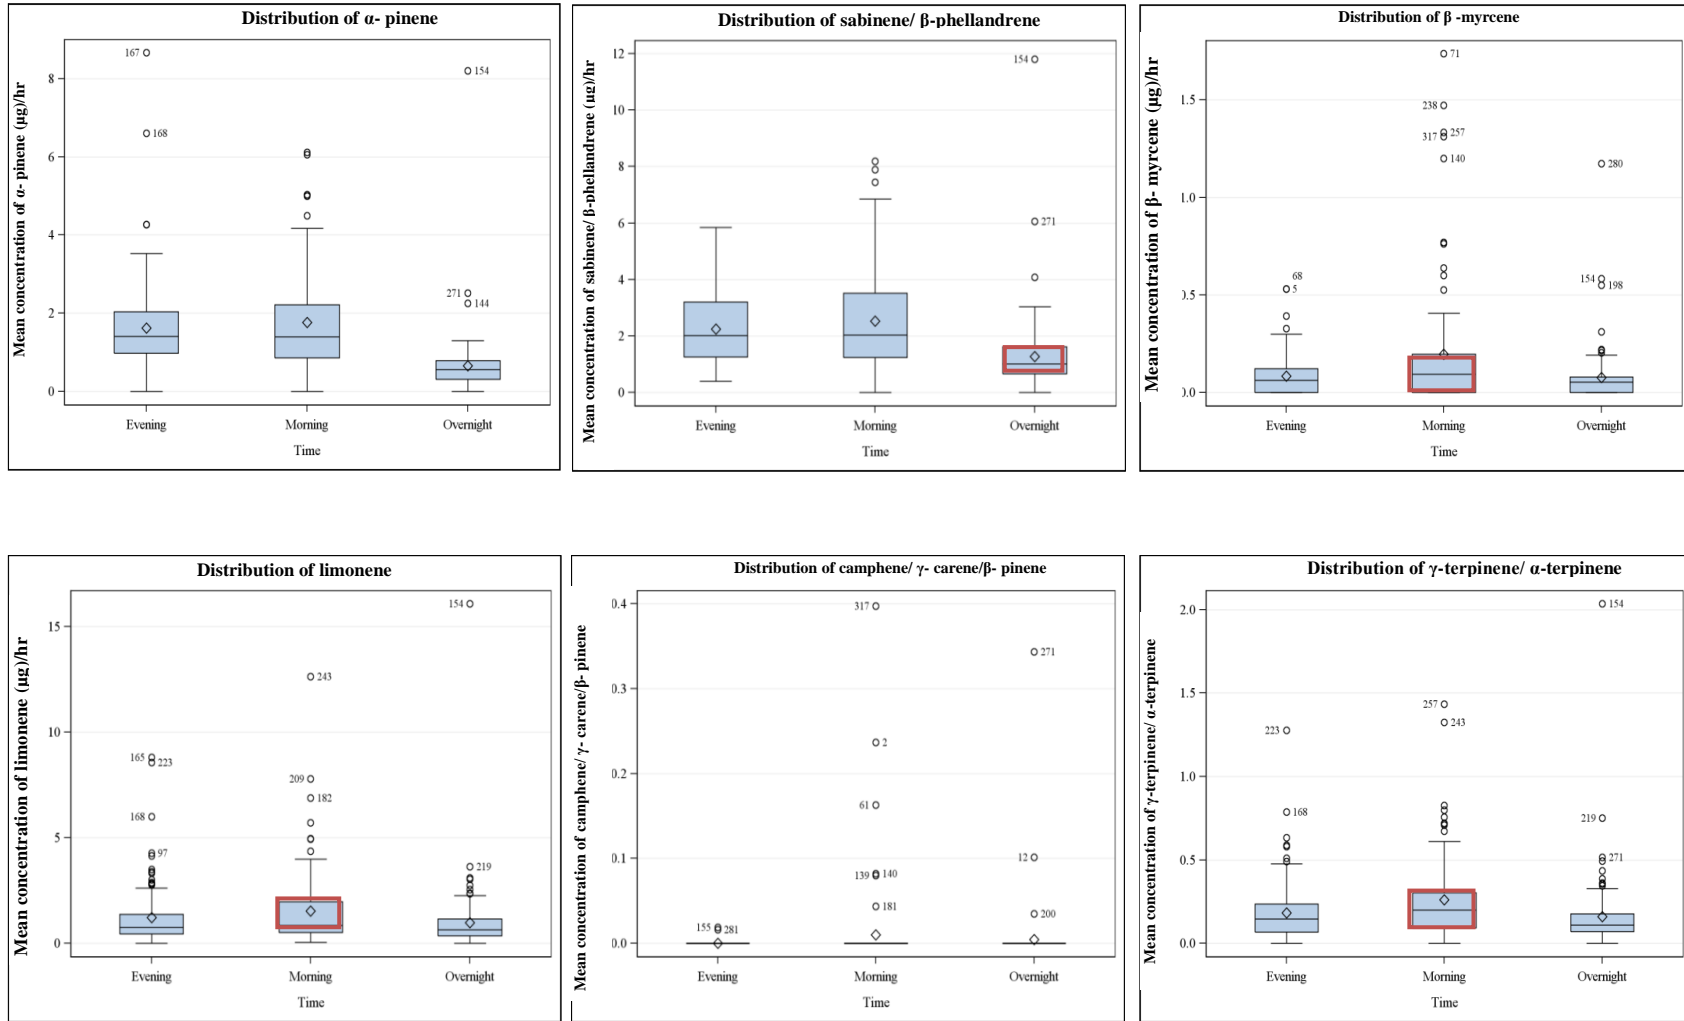 Distribution of α- pinene
Mean concentration of α- pinene (µg)/hr
8
6
4
2
0
167
168
154
271
144
Evening
Morning
Overnight
Time
Distribution of sabinene/ β-phellandrene
Mean concentration of sabinene/ β-phellandrene (µg)/hr
12
10
8
6
4
2
0
154
271
Evening
Morning
Overnight
Time
Distribution of β -myrcene
Mean concentration of β- myrcene (µg)/hr
1.5
1.0
0.5
0.0
68
5
71
238
257
317
140
280
154
198
Evening
Morning
Overnight
Time
Distribution of limonene
Mean concentration of limonene (µg)/hr
15
10
5
0
165
223
168
97
243
209
182
154
219
Evening
Morning
Overnight
Time
Distribution of camphene/ γ- carene/β- pinene
Mean concentration of camphene/ γ- carene/β- pinene
0.4
0.3
0.2
0.1
0.0
155
281
317
2
61
139
140
181
271
12
200
Evening
Morning
Overnight
Time
Distribution of γ-terpinene/ α-terpinene
Mean concentration of γ-terpinene/ α-terpinene
2.0
1.5
1.0
0.5
0.0
223
168
257
243
154
219
271
Evening
Morning
Overnight
Time